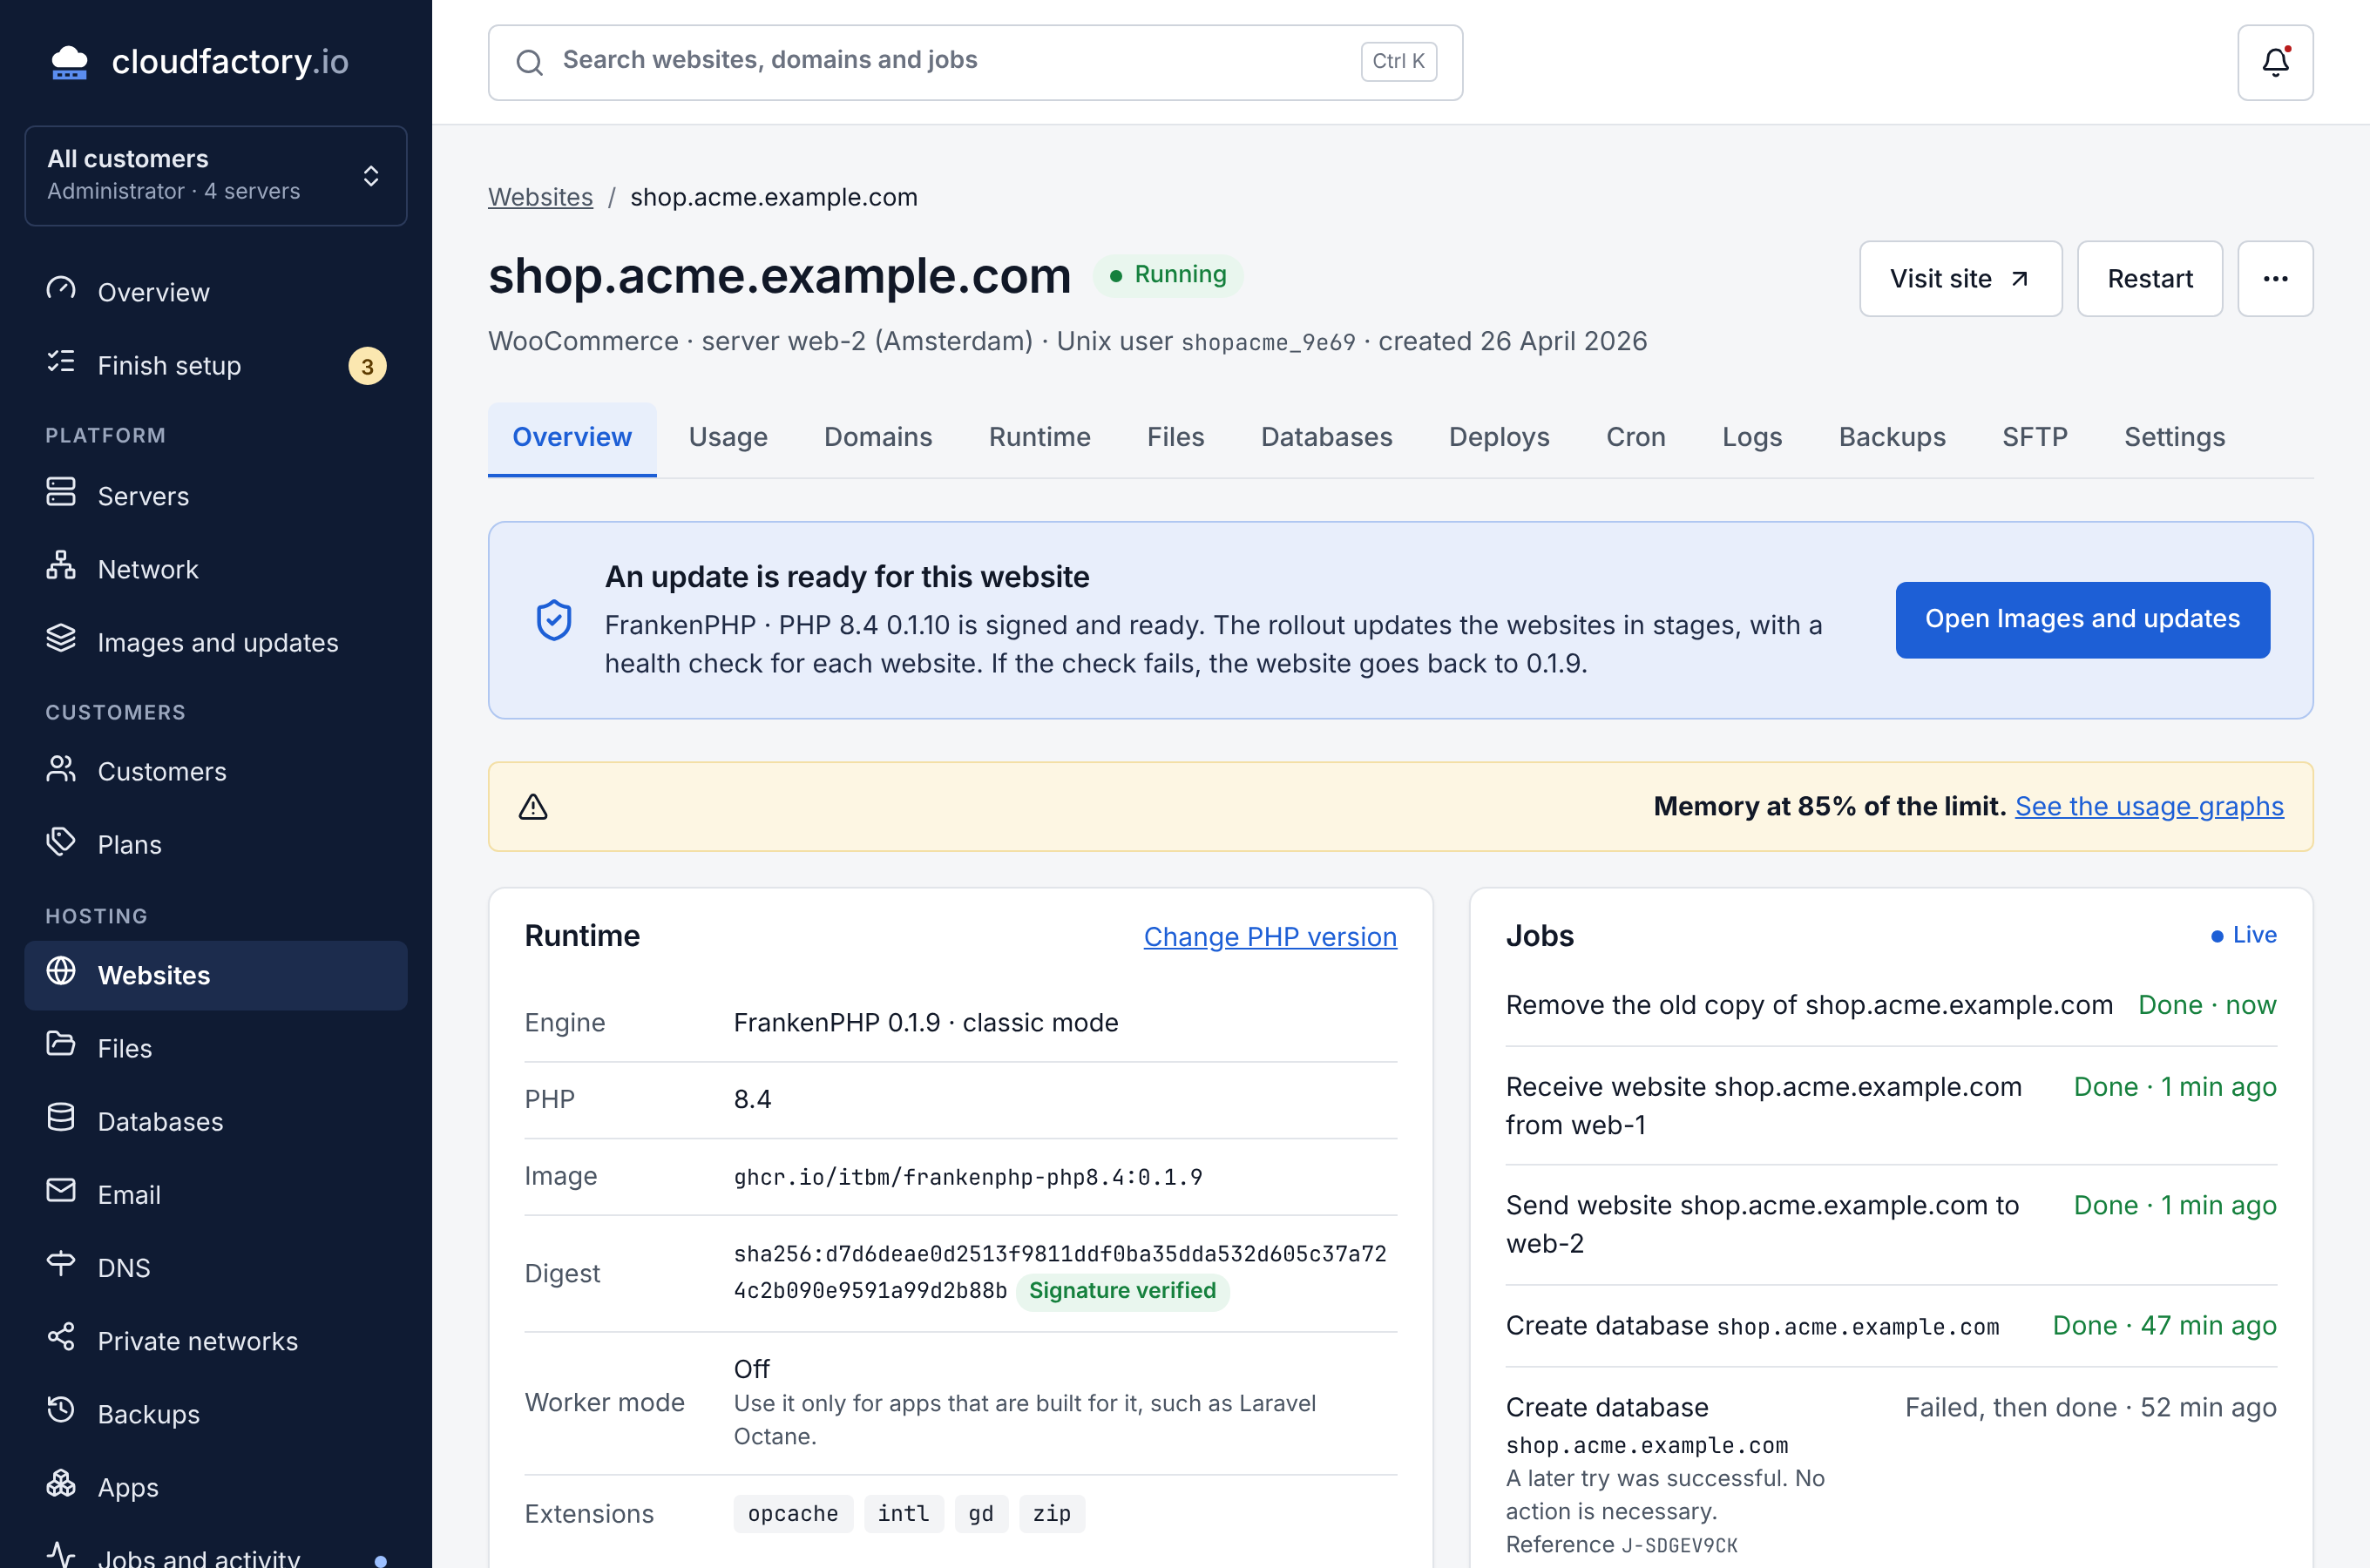 cloudfactory.io
All customers
Administrator · 4 servers
Overview
Finish setup 3
PLATFORM
Servers
Network
Images and updates
CUSTOMERS
Customers
Plans
HOSTING
Websites
Files
Databases
Email
DNS
Private networks
Backups
Apps
Jobs and activity
Search websites, domains and jobs Ctrl K
Websites / shop.acme.example.com
shop.acme.example.com Running
Visit site Restart
WooCommerce · server web-2 (Amsterdam) · Unix user shopacme_9e69 · created 26 April 2026
Overview Usage Domains Runtime Files Databases Deploys Cron Logs Backups SFTP Settings
An update is ready for this website
FrankenPHP · PHP 8.4 0.1.10 is signed and ready. The rollout updates the websites in stages, with a
health check for each website. If the check fails, the website goes back to 0.1.9.
Open Images and updates
Memory at 85% of the limit. See the usage graphs
Runtime Change PHP version
Engine FrankenPHP 0.1.9 · classic mode
PHP 8.4
Image ghcr.io/itbm/frankenphp-php8.4:0.1.9
Digest sha256:d7d6deae0d2513f9811ddf0ba35dda532d605c37a72
4c2b090e9591a99d2b88b Signature verified
Worker mode Off
Use it only for apps that are built for it, such as Laravel
Octane.
Extensions opcache intl gd zip
Jobs Live
Remove the old copy of shop.acme.example.com Done · now
Receive website shop.acme.example.com Done · 1 min ago
from web-1
Send website shop.acme.example.com to Done · 1 min ago
web-2
Create database shop.acme.example.com Done · 47 min ago
Create database Failed, then done · 52 min ago
shop.acme.example.com
A later try was successful. No
action is necessary.
Reference J-SDGEV9CK